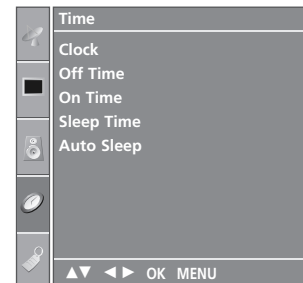 Time
Clock
Off Time
On Time
Sleep Time
Auto Sleep
▲▼ ◄► OK MENU